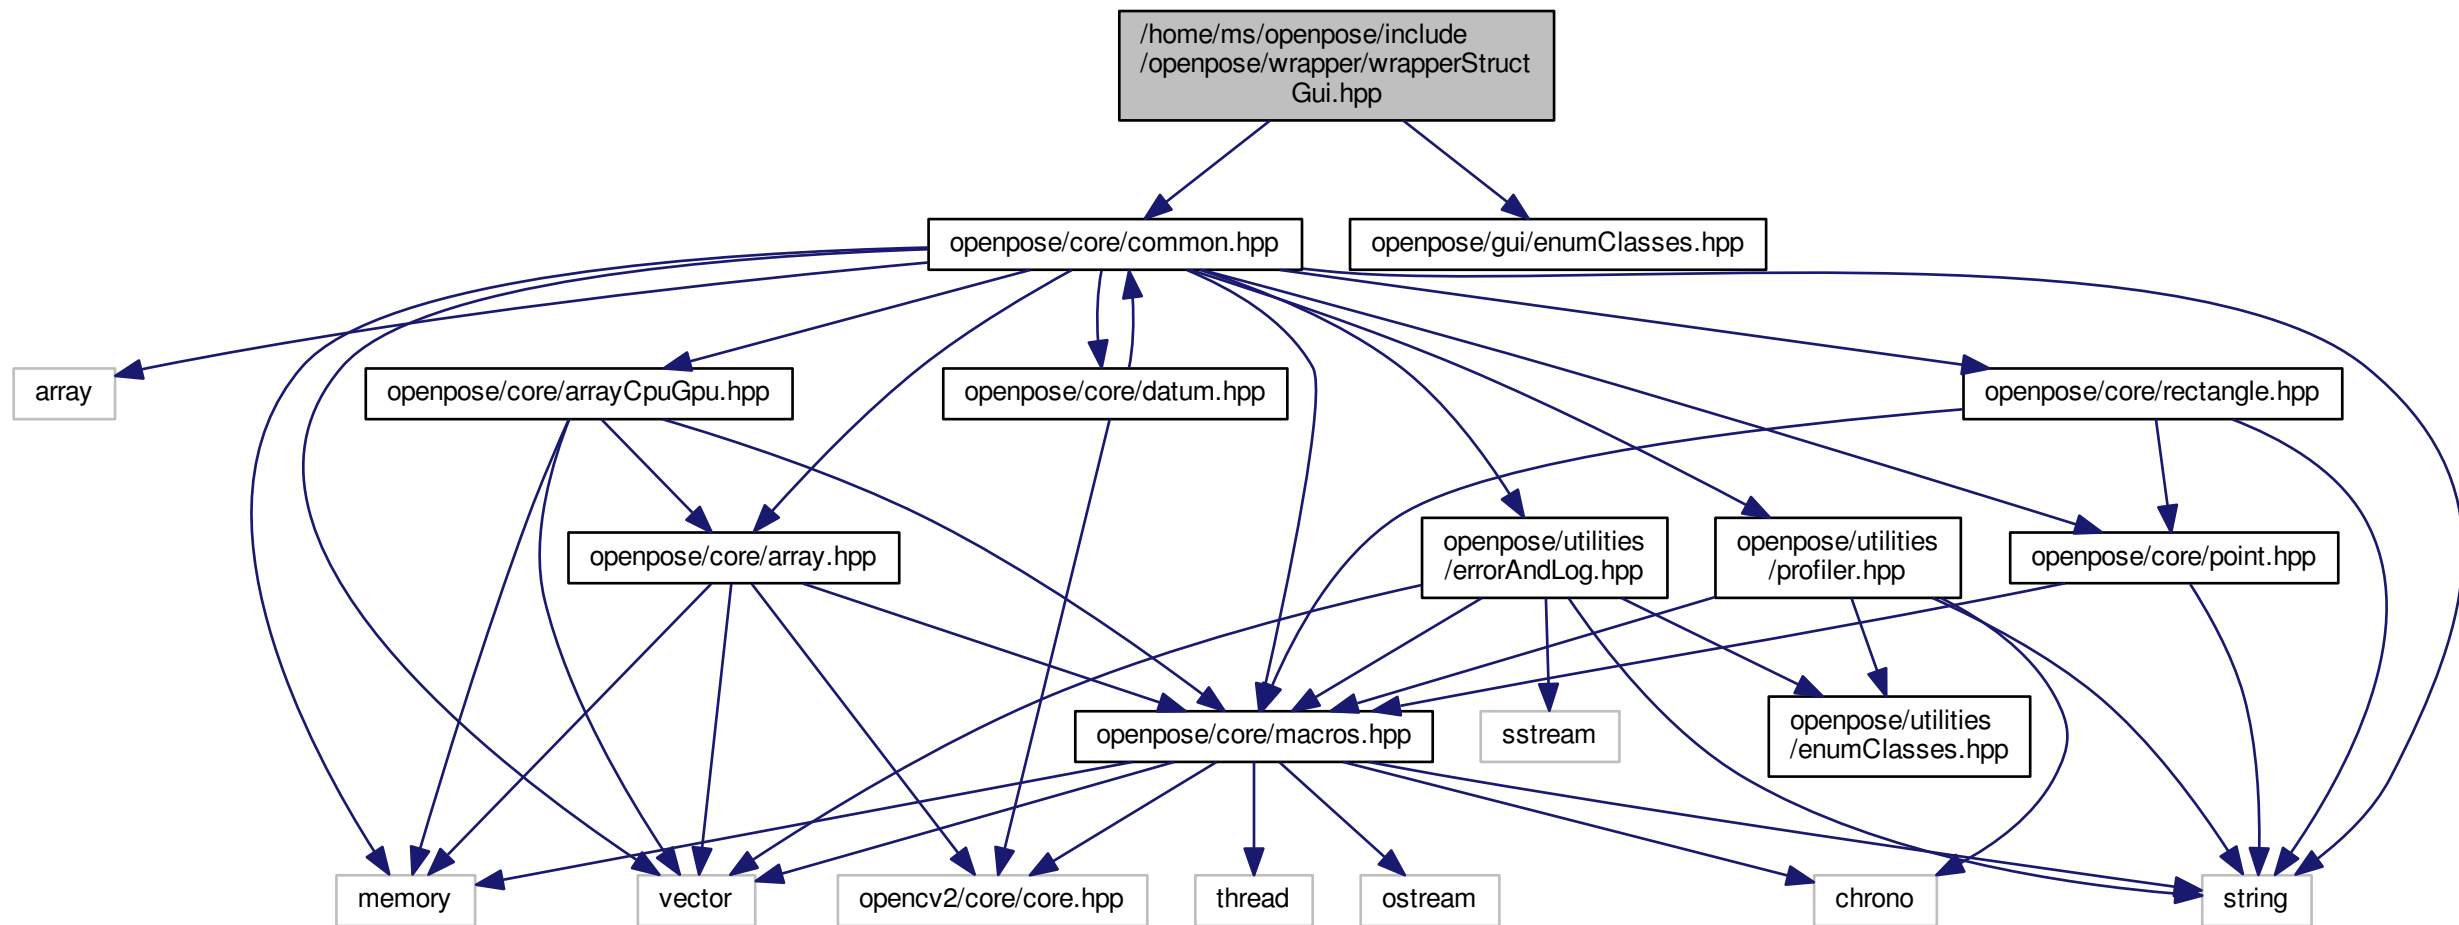 /home/ms/openpose/include
/openpose/wrapper/wrapperStruct
Gui.hpp
openpose/core/common.hpp
openpose/gui/enumClasses.hpp
array
openpose/core/arrayCpuGpu.hpp
openpose/core/datum.hpp
openpose/core/rectangle.hpp
openpose/core/array.hpp
openpose/utilities
/errorAndLog.hpp
openpose/utilities
/profiler.hpp
openpose/core/point.hpp
openpose/core/macros.hpp
sstream
openpose/utilities
/enumClasses.hpp
memory
vector
opencv2/core/core.hpp
thread
ostream
chrono
string